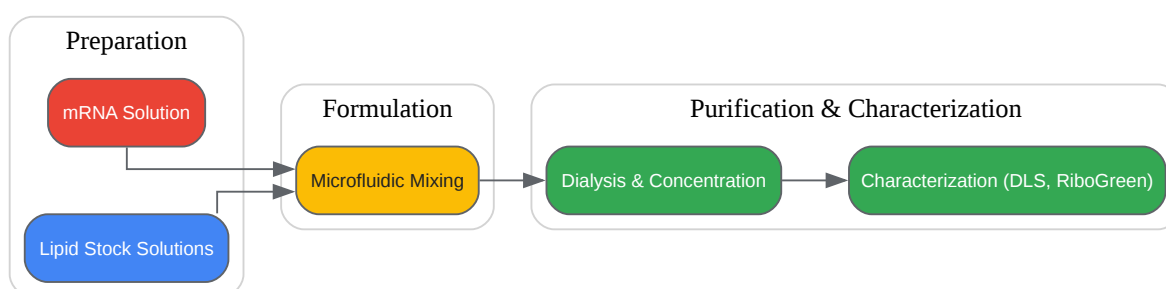 Preparation
mRNA Solution
Lipid Stock Solutions
Formulation
Microfluidic Mixing
Purification & Characterization
Dialysis & Concentration
Characterization (DLS, RiboGreen)